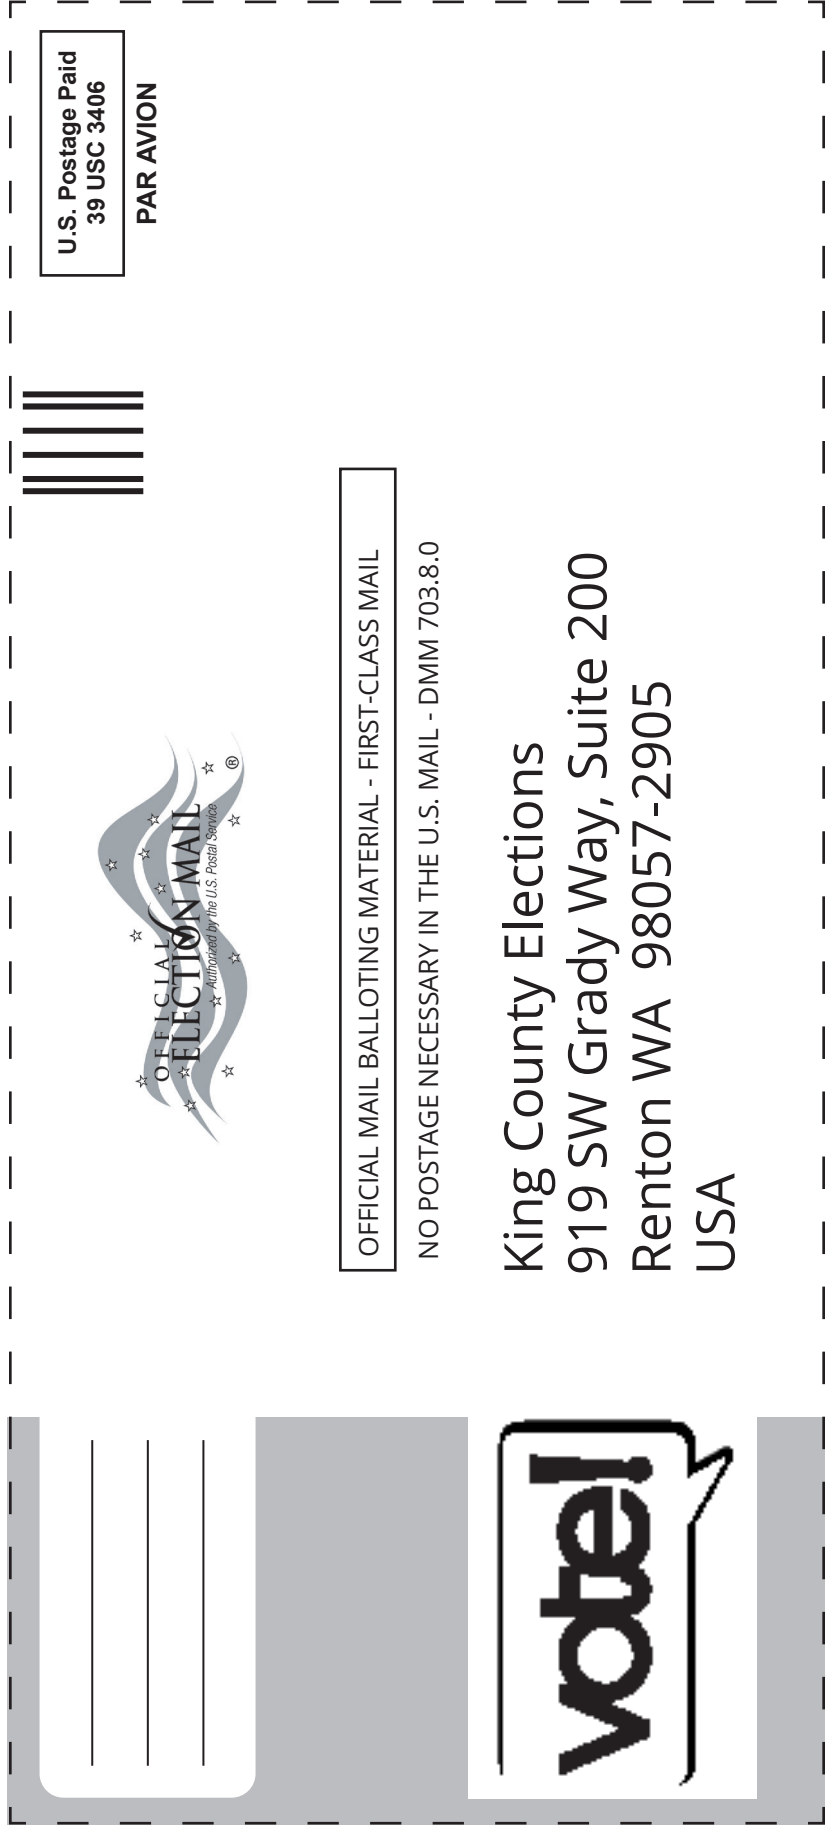 U.S. Postage Paid
39 USC 3406
PAR AVION
OFFICIAL
ELECTION MAIL
Authorized by the U.S. Postal Service
®
OFFICIAL MAIL BALLOTING MATERIAL - FIRST-CLASS MAIL
NO POSTAGE NECESSARY IN THE U.S. MAIL - DMM 703.8.0
King County Elections
919 SW Grady Way, Suite 200
Renton WA 98057-2905
USA
vote!